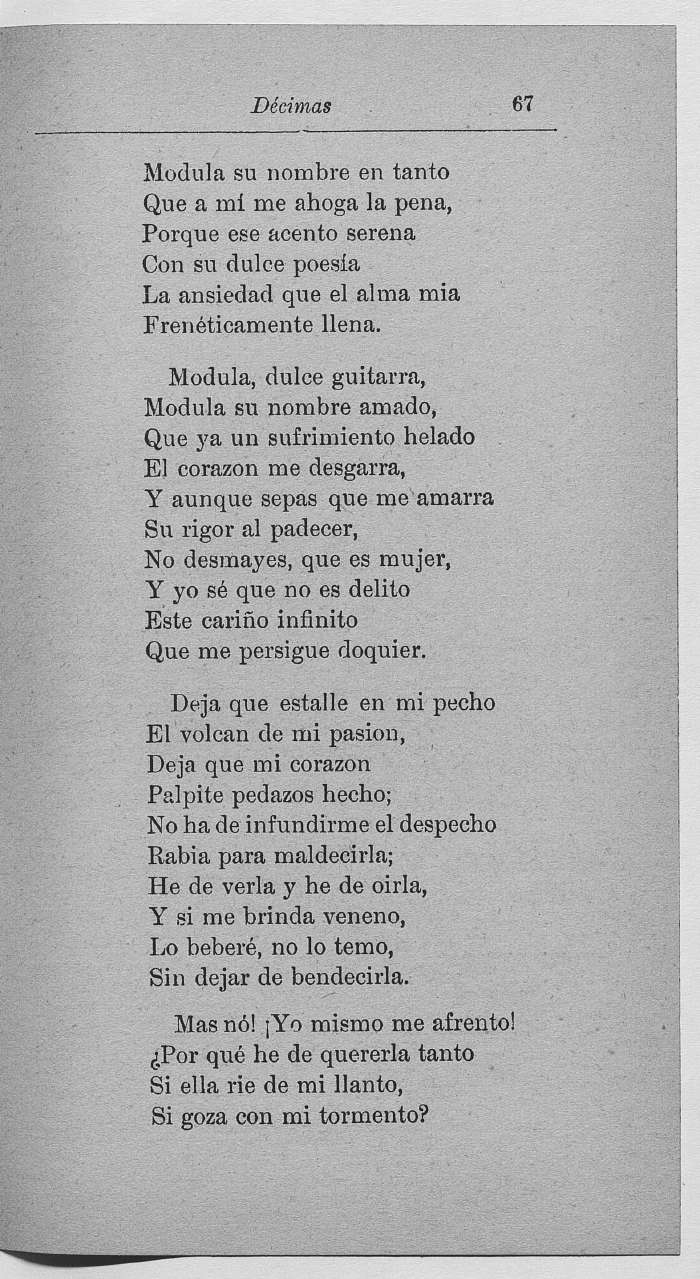 Décimas 67
Modula su nombre en tanto
Que a mí me ahoga la pena,
Porque ese acento serena
Con su dulce poesía
La ansiedad que el alma mia
Frenéticamente llena.
Modula, dulce guitarra,
Modula su nombre amado,
Que ya un sufrimiento helado
El corazon me desgarra,
Y aunque sepas que me amarra
Su rigor al padecer,
No desmayes, que es mujer,
Y yo sé que no es delito
Este cariño infinito
Que me persigue doquier.
Deja que estalle en mi pecho
El volcan de mi pasion,
Deja que mi corazon
Palpite pedazos hecho;
No ha de infundirme el despecho
Rabia para maldecirla;
He de verla y he de oirla,
Y si me brinda veneno,
Lo beberé, no lo temo,
Sin dejar de bendecirla.
Mas nó! ¡Yo mismo me afrento!
¿Por qué he de quererla tanto
Si ella rie de mi llanto,
Si goza con mi tormento?